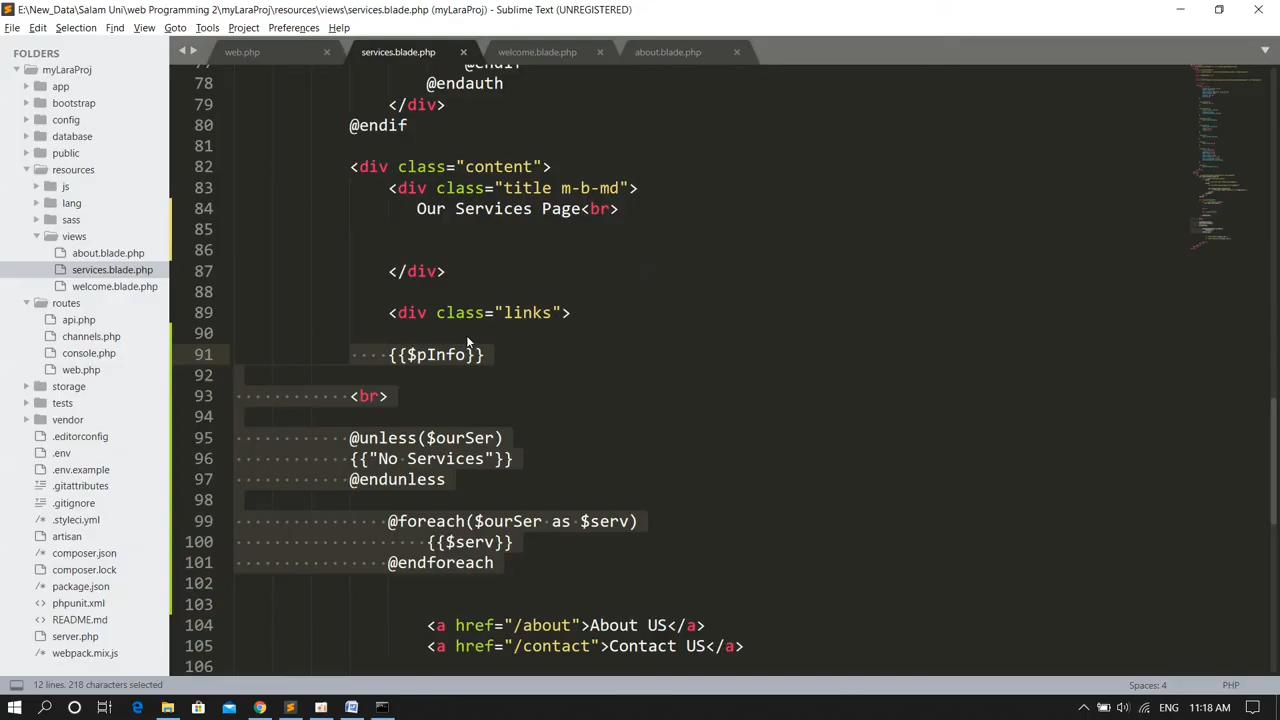 E:\New_Data\Salam Uni\web Programming 2\myLaraProj\resources\views\services.blade.php (myLaraProj) - Sublime Text (UNREGISTERED)
File Edit Selection Find View Goto Tools Project Preferences Help
FOLDERS
myLaraProj
app
bootstrap
config
database
public
resources
js
lang
sass
views
about.blade.php
services.blade.php
welcome.blade.php
routes
api.php
channels.php
console.php
web.php
storage
tests
vendor
.editorconfig
.env
.env.example
.gitattributes
.gitignore
.styleci.yml
artisan
composer.json
composer.lock
package.json
phpunit.xml
README.md
server.php
webpack.mix.js
web.php services.blade.php welcome.blade.php about.blade.php
77 @endif
78 @endauth
79 </div>
80 @endif
81
82 <div class="content">
83 <div class="title m-b-md">
84 Our Services Page<br>
85
86
87 </div>
88
89 <div class="links">
90
91 {{$pInfo}}
92
93 <br>
94
95 @unless($ourSer)
96 {{"No Services"}}
97 @endunless
98
99 @foreach($ourSer as $serv)
100 {{$serv}}
101 @endforeach
102
103
104 <a href="/about">About US</a>
105 <a href="/contact">Contact US</a>
106
12 lines, 218 characters selected Spaces: 4 PHP
ENG 11:18 AM